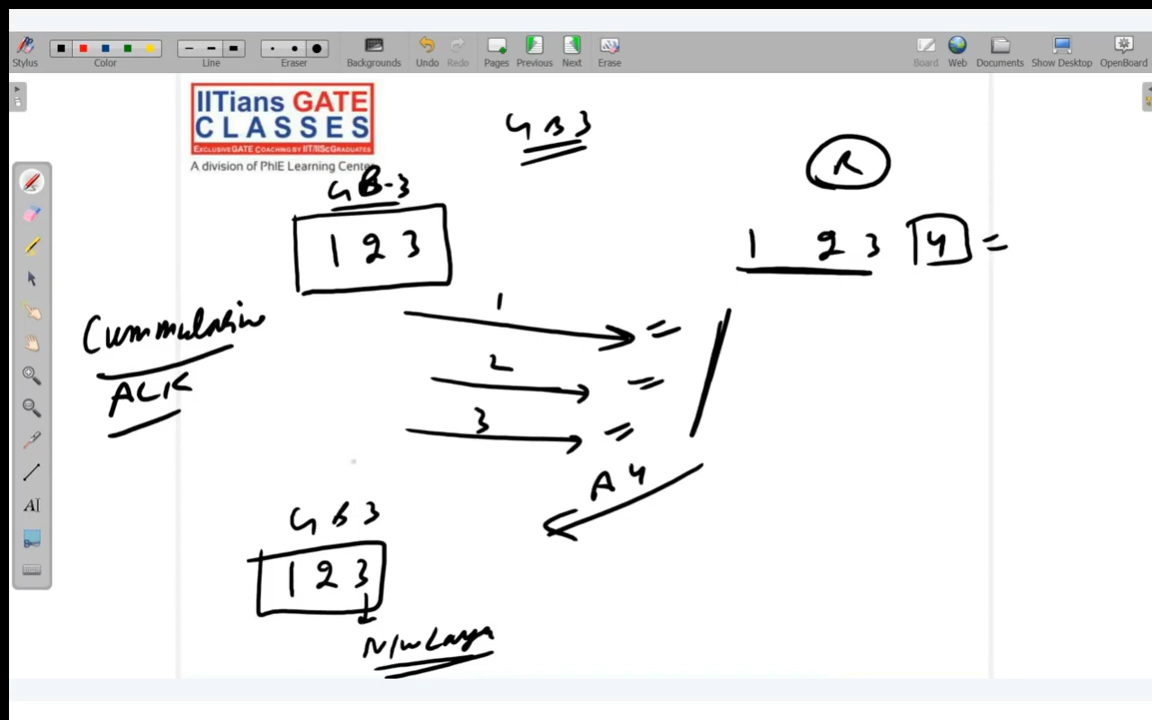 Stylus Color Line Eraser Backgrounds Undo Redo Pages Previous Next Erase Board Web Documents Show Desktop OpenBoard
IITians GATE
CLASSES
EXCLUSIVE GATE COACHING BY IIT/IISc GRADUATES
A division of PhIE Learning Cente
GB3
R
GB-3
1 2 3
1 2 3 4 =
1 =
Cummulative
ACK
2 =
3 =
A4
GB3
1 2 3
N/w Layer